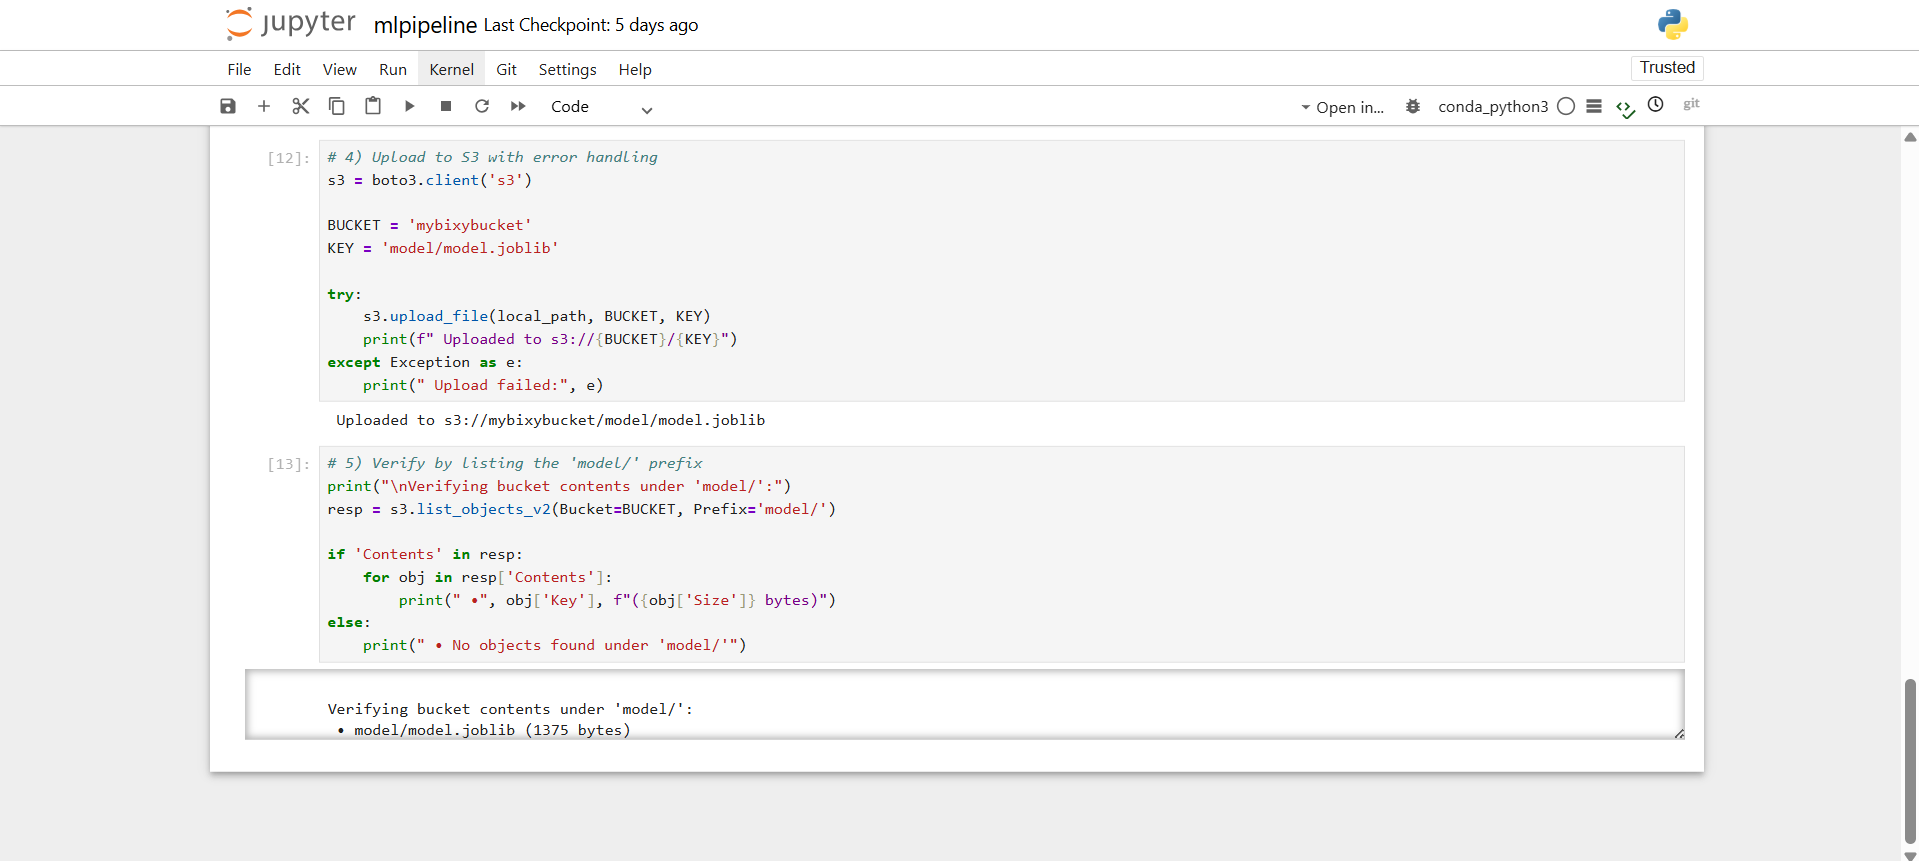 jupyter mlpipeline Last Checkpoint: 5 days ago
File Edit View Run Kernel Git Settings Help Trusted
Code Open in... conda_python3 git
[12]: # 4) Upload to S3 with error handling
s3 = boto3.client('s3')

BUCKET = 'mybixybucket'
KEY = 'model/model.joblib'

try:
    s3.upload_file(local_path, BUCKET, KEY)
    print(f" Uploaded to s3://{BUCKET}/{KEY}")
except Exception as e:
    print(" Upload failed:", e)
Uploaded to s3://mybixybucket/model/model.joblib
[13]: # 5) Verify by listing the 'model/' prefix
print("\nVerifying bucket contents under 'model/':")
resp = s3.list_objects_v2(Bucket=BUCKET, Prefix='model/')

if 'Contents' in resp:
    for obj in resp['Contents']:
        print(" •", obj['Key'], f"({obj['Size']} bytes)")
else:
    print(" • No objects found under 'model/'")
Verifying bucket contents under 'model/':
• model/model.joblib (1375 bytes)